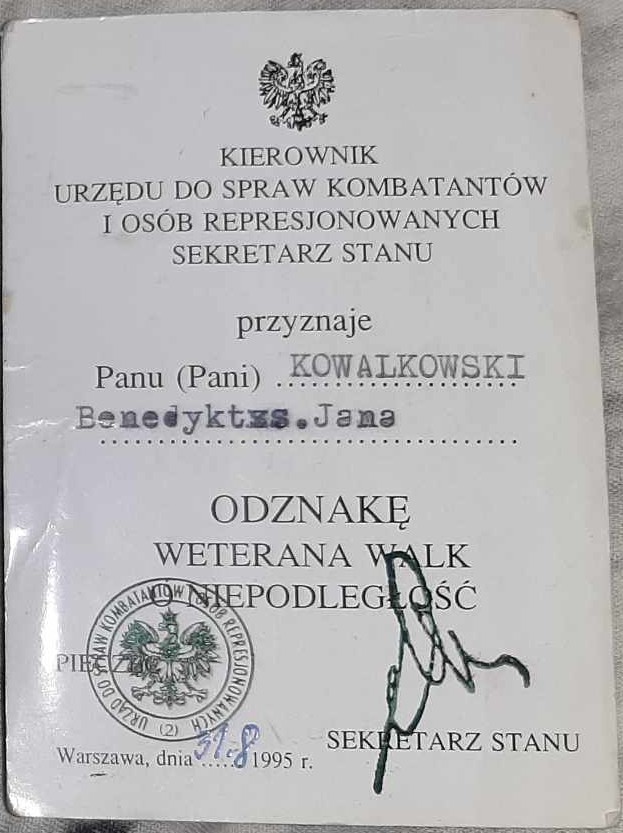 KIEROWNIK
URZĘDU DO SPRAW KOMBATANTÓW
I OSÓB REPRESJONOWANYCH
SEKRETARZ STANU
przyznaje
Panu (Pani) KOWALKOWSKI
Benedykt s.Jana
ODZNAKĘ
WETERANA WALK
O NIEPODLEGŁOŚĆ
URZĄD DO SPRAW KOMBATANTÓW I OSÓB REPRESJONOWANYCH
(2)
PIECZĘĆ
SEKRETARZ STANU
Warszawa, dnia 31.8 1995 r.